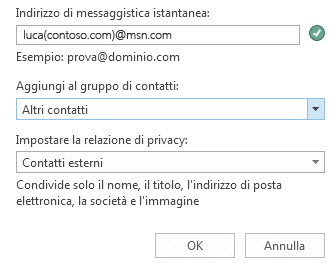 Indirizzo di messaggistica istantanea:
luca(contoso.com)@msn.com
Esempio: prova@dominio.com
Aggiungi al gruppo di contatti:
Altri contatti
Impostare la relazione di privacy:
Contatti esterni
Condivide solo il nome, il titolo, l'indirizzo di posta
elettronica, la società e l'immagine
OK Annulla